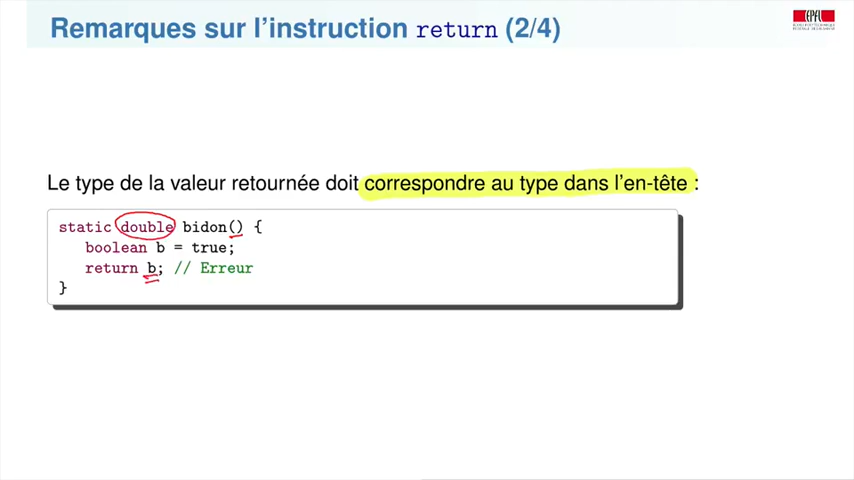 Remarques sur l'instruction return (2/4)
EPFL
Le type de la valeur retournée doit correspondre au type dans l'en-tête :
static double bidon() {
boolean b = true;
return b; // Erreur
}